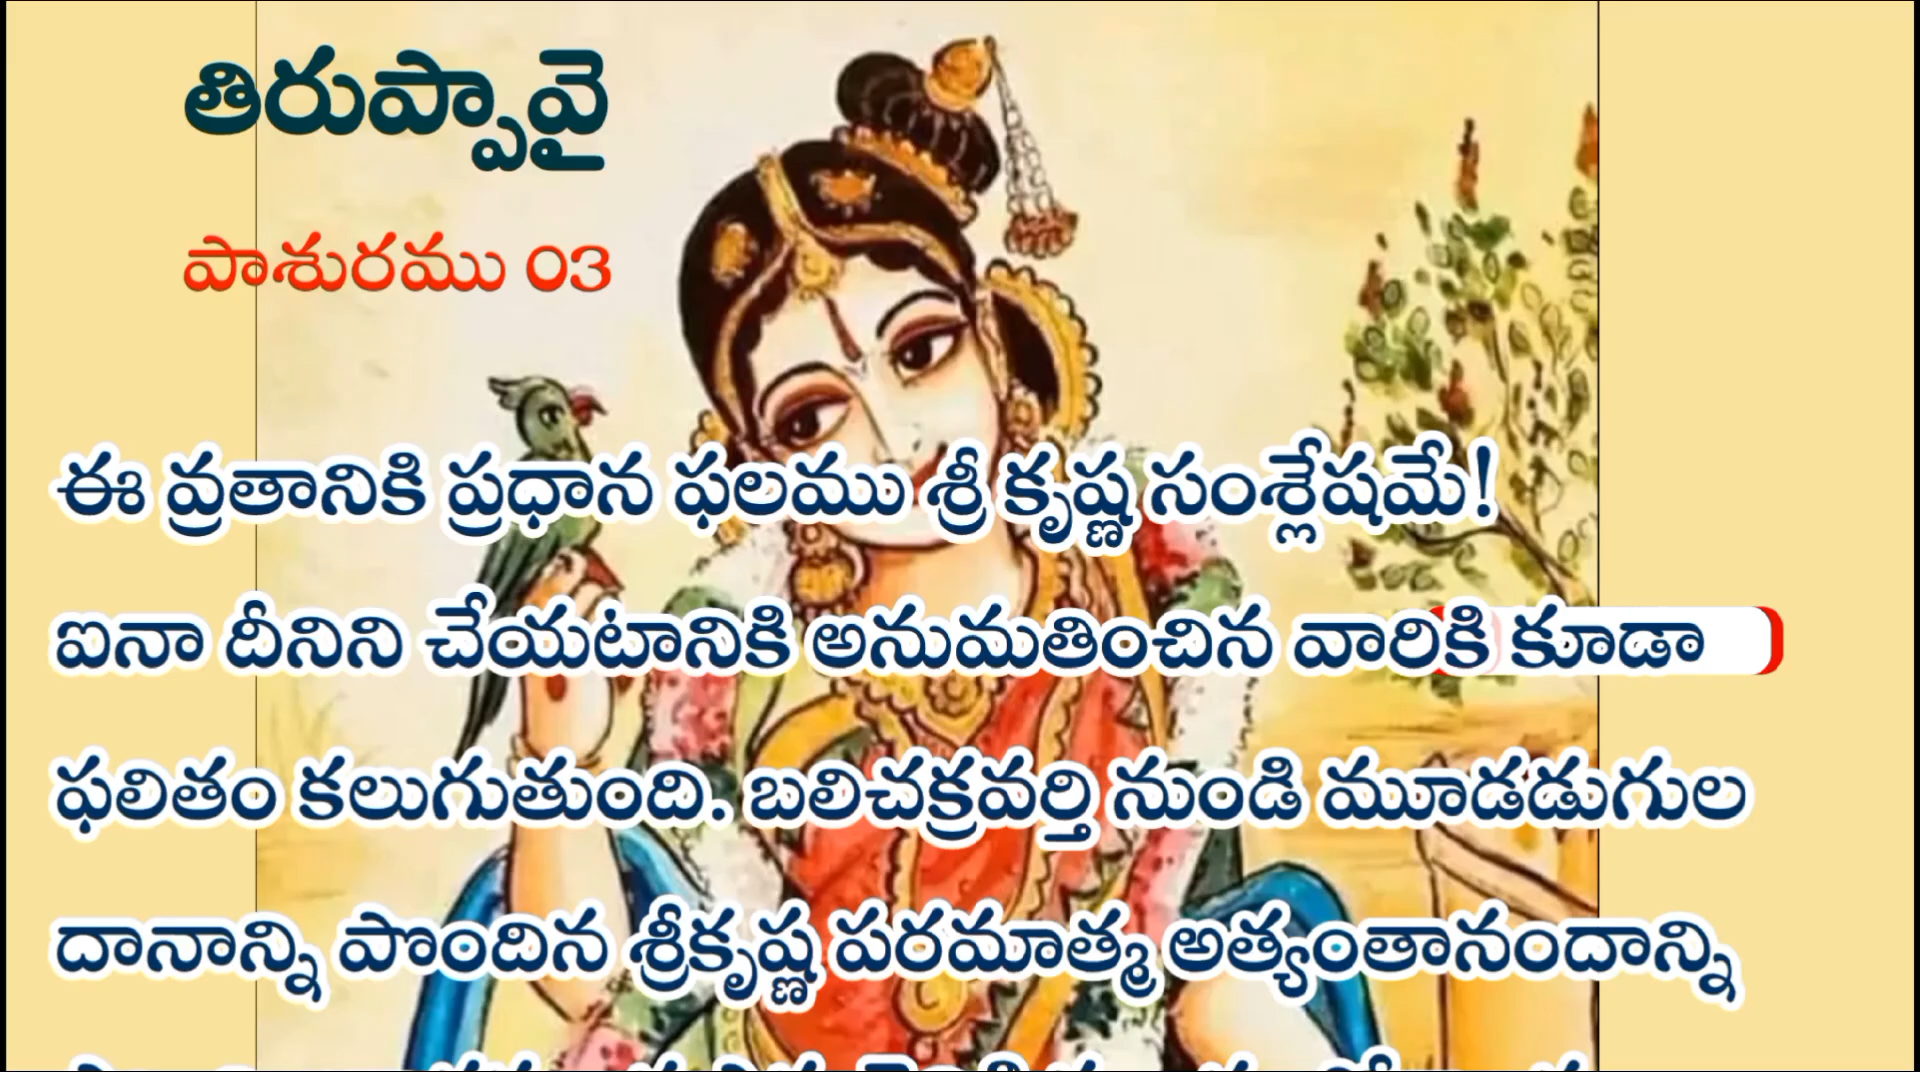 తిరుప్పావై
పాశురము 03
ఈ వ్రతానికి ప్రధాన ఫలము శ్రీ కృష్ణ సంశ్లేషమే!
ఐనా దీనిని చేయటానికి అనుమతించిన వారికి కూడా
ఫలితం కలుగుతుంది. బలిచక్రవర్తి నుండి మూడడుగుల
దానాన్ని పొందిన శ్రీకృష్ణ పరమాత్మ అత్యంతానందాన్ని